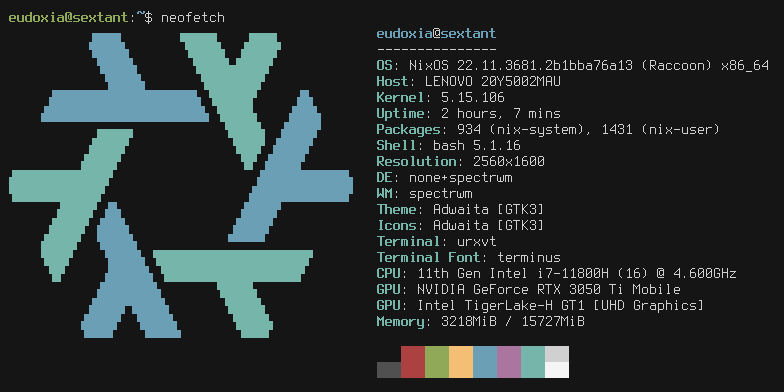 eudoxia@sextant:~$ neofetch
eudoxia@sextant
---------------
OS: NixOS 22.11.3681.2b1bba76a13 (Raccoon) x86_64
Host: LENOVO 20Y5002MAU
Kernel: 5.15.106
Uptime: 2 hours, 7 mins
Packages: 934 (nix-system), 1431 (nix-user)
Shell: bash 5.1.16
Resolution: 2560x1600
DE: none+spectrwm
WM: spectrwm
Theme: Adwaita [GTK3]
Icons: Adwaita [GTK3]
Terminal: urxvt
Terminal Font: terminus
CPU: 11th Gen Intel i7-11800H (16) @ 4.600GHz
GPU: NVIDIA GeForce RTX 3050 Ti Mobile
GPU: Intel TigerLake-H GT1 [UHD Graphics]
Memory: 3218MiB / 15727MiB